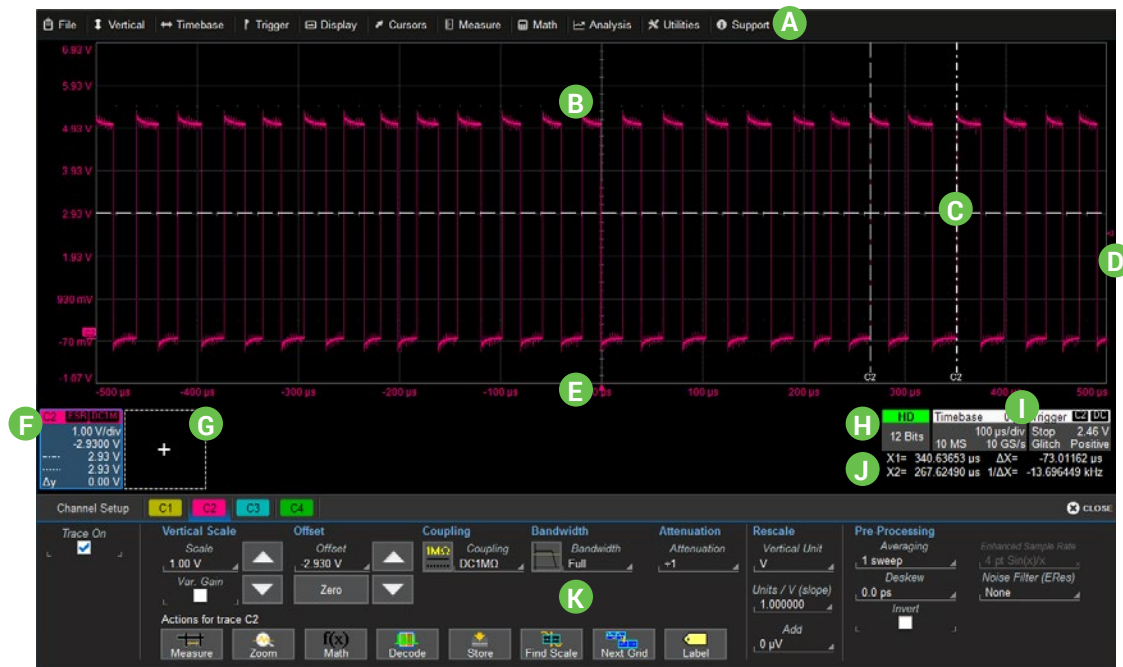 File Vertical Timebase Trigger Display Cursors Measure Math Analysis Utilities Support A
6.93 V
5.93 V
B
4.93 V
3.93 V
2.93 V
C
1.93 V
D
930 mV
C2
-70 mV
-1.07 V
C2 C2
-500 µs -400 µs -300 µs -200 µs -100 µs E 0 µs 100 µs 200 µs 300 µs 400 µs 500 µs
F C2 DC1M G H HD Timebase I Trigger C2 DC
1.00 V/div
-2.9300 V
2.93 V
2.93 V
Δy 0.00 V
+
12 Bits 100 µs/div Stop 2.46 V
10 MS 10 GS/s Glitch Positive
J X1= 340.63653 µs ΔX= -73.01162 µs
X2= 267.62490 µs 1/ΔX= -13.696449 kHz
Channel Setup C1 C2 C3 C4 CLOSE
Trace On
Vertical Scale
Scale
1.00 V
Var. Gain
Offset
Offset
-2.930 V
Zero
Coupling
1MΩ Coupling
DC1MΩ
Bandwidth
Bandwidth
Full
K
Attenuation
Attenuation
÷1
Rescale
Vertical Unit
V
Units / V (slope)
1.000000
Add
0 µV
Pre-Processing
Averaging
1 sweep
Deskew
0.0 ps
Invert
Enhanced Sample Rate
4 pt Sin(x)/x
Noise Filter (ERes)
None
Actions for trace C2
f(x)
Measure Zoom Math Decode Store Find Scale Next Grid Label